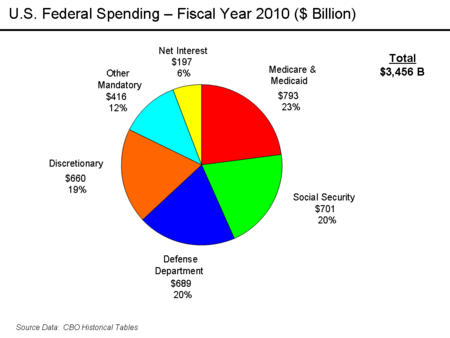 U.S. Federal Spending – Fiscal Year 2010 ($ Billion)
Total
$3,456 B
Net Interest
$197
6%
Medicare &
Medicaid
$793
23%
Other
Mandatory
$416
12%
Discretionary
$660
19%
Social Security
$701
20%
Defense
Department
$689
20%
Source Data: CBO Historical Tables